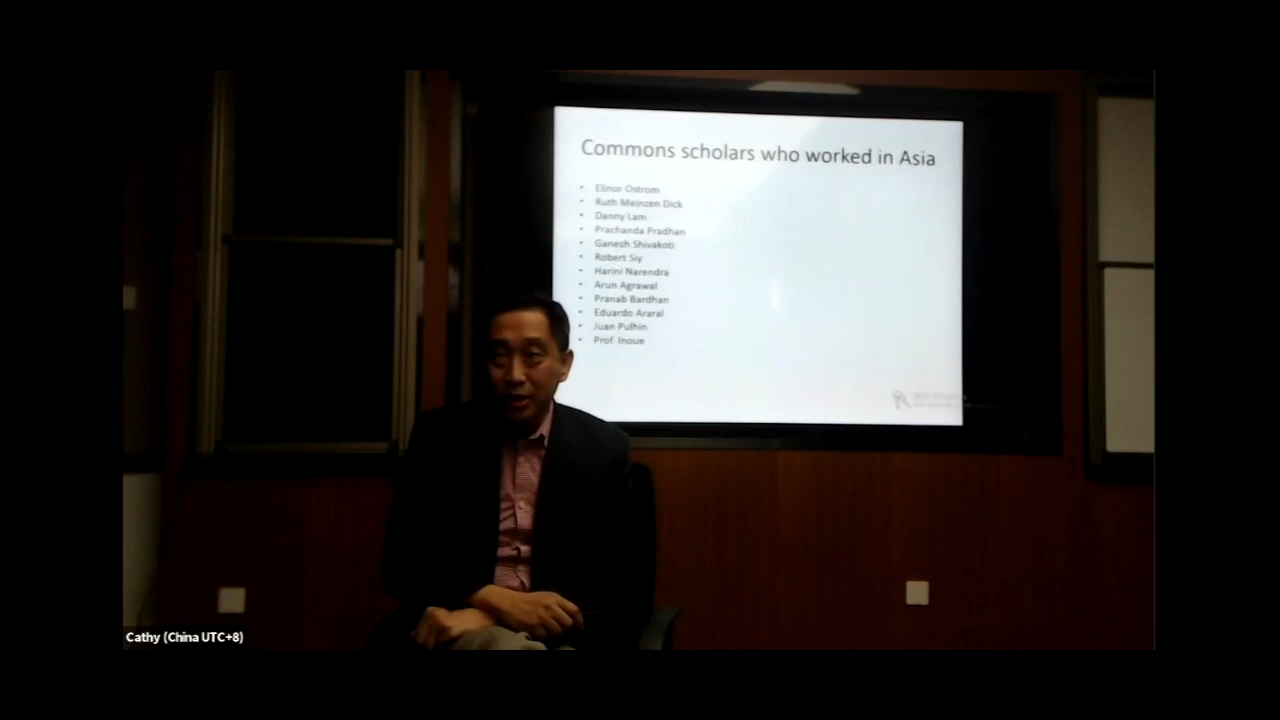 Commons scholars who worked in Asia
• Elinor Ostrom
• Ruth Meinzen Dick
• Danny Lam
• Prachanda Pradhan
• Ganesh Shivakoti
• Robert Siy
• Harini Narendra
• Arun Agrawal
• Pranab Bardhan
• Eduardo Araral
• Juan Pulhin
• Prof. Inoue
Cathy (China UTC+8)